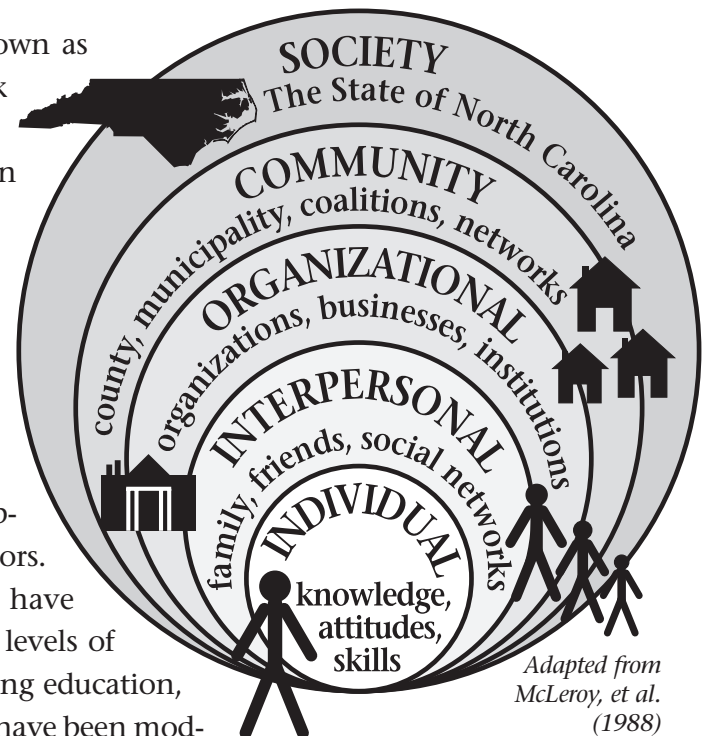 own as
k
n
p-
ors.
have
levels of
ng education,
have been mod-
SOCIETY
The State of North Carolina
COMMUNITY
county, municipality, coalitions, networks
ORGANIZATIONAL
organizations, businesses, institutions
INTERPERSONAL
family, friends, social networks
INDIVIDUAL
knowledge,
attitudes,
skills
Adapted from
McLeroy, et al.
(1988)